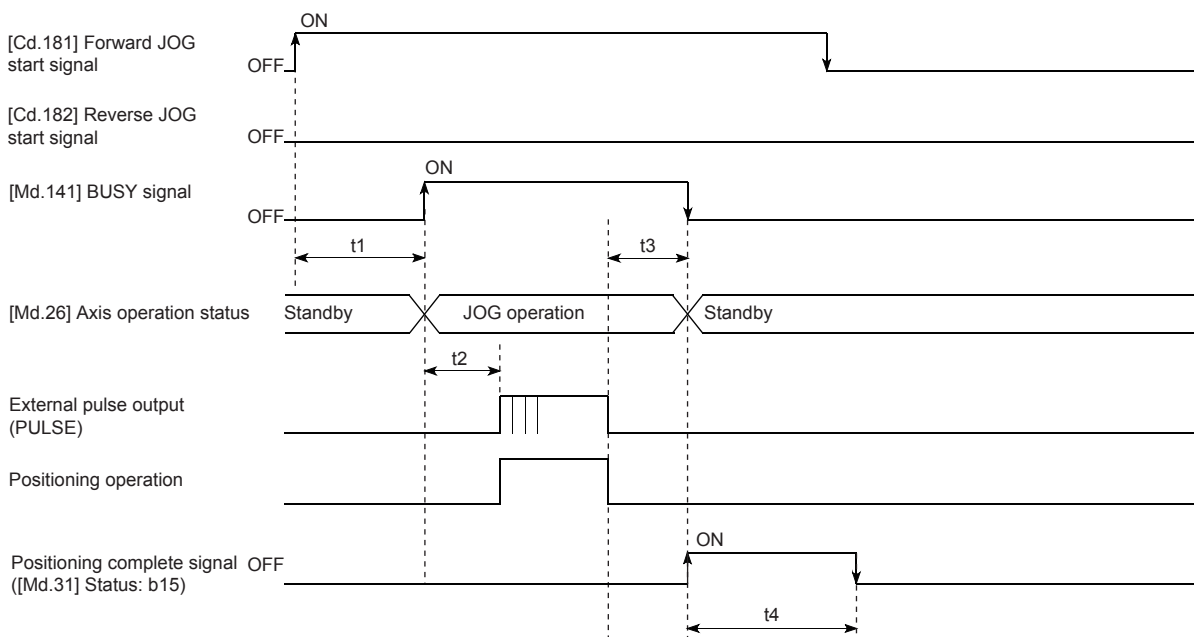 ON
[Cd.181] Forward JOG
start signal
OFF
[Cd.182] Reverse JOG
start signal
OFF
ON
[Md.141] BUSY signal
OFF
t1
t3
[Md.26] Axis operation status
Standby
JOG operation
Standby
t2
External pulse output
(PULSE)
Positioning operation
ON
Positioning complete signal
OFF
([Md.31] Status: b15)
t4